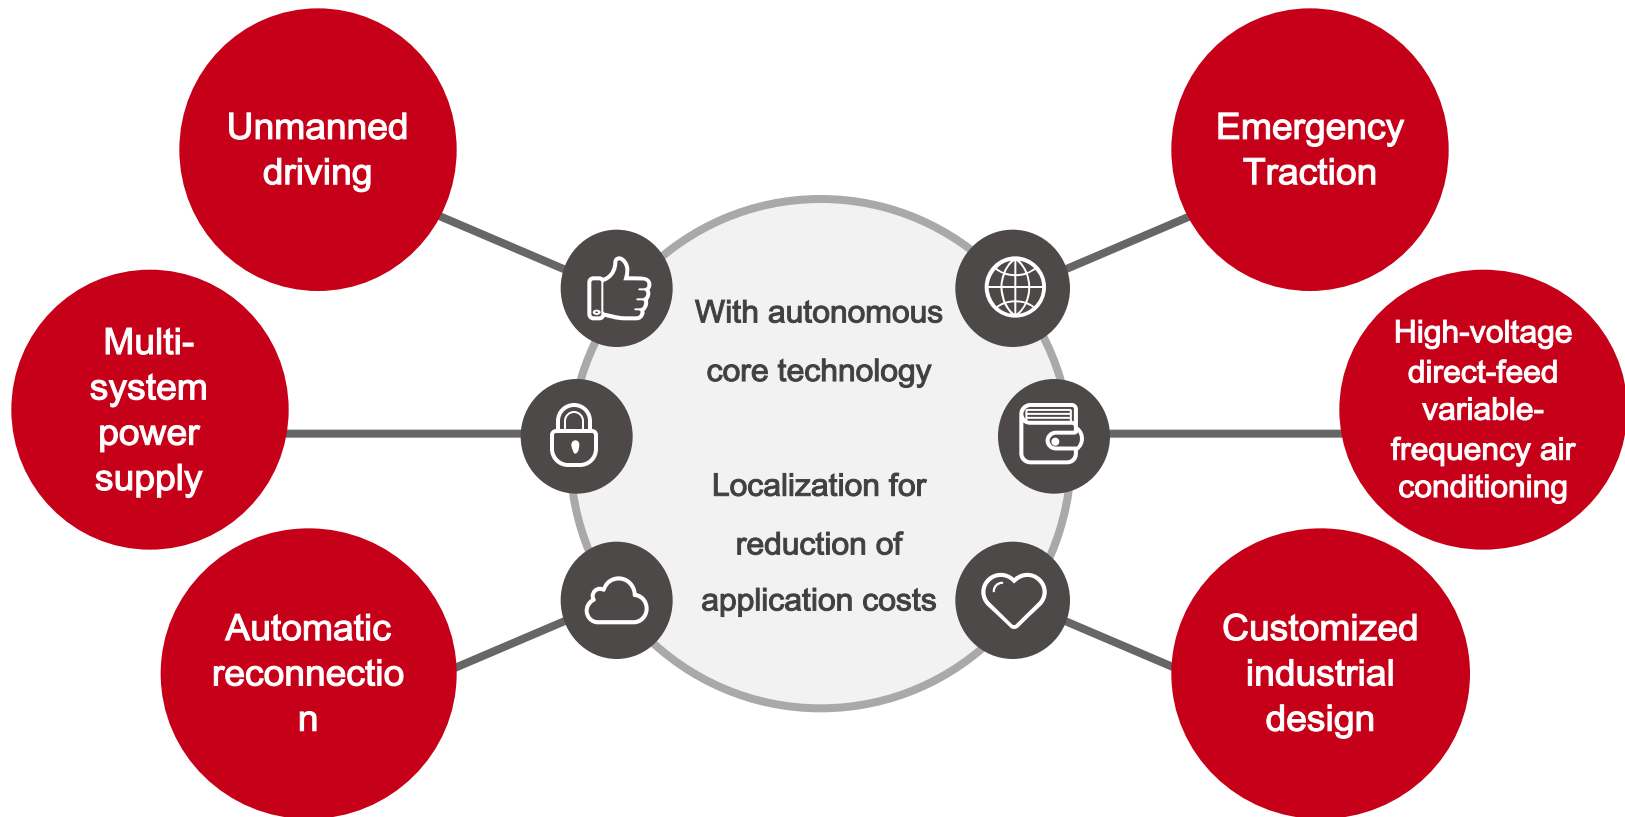 Unmanned
driving
Emergency
Traction
Multi-
system
power
supply
With autonomous
core technology
Localization for
reduction of
application costs
High-voltage
direct-feed
variable-
frequency air
conditioning
Automatic
reconnectio
n
Customized
industrial
design